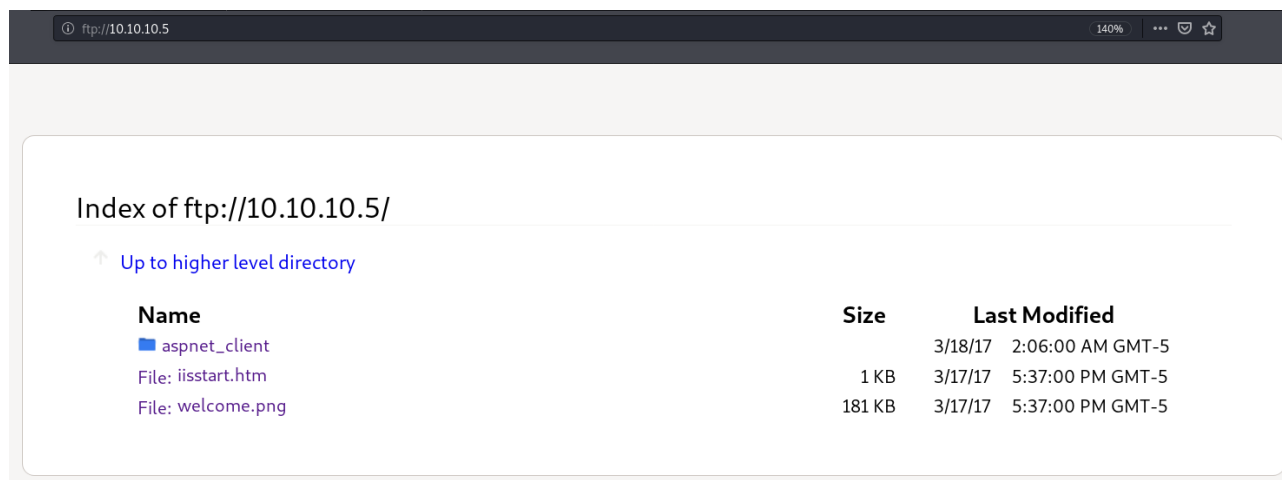 ftp://10.10.10.5 140%
Index of ftp://10.10.10.5/
Up to higher level directory
Name Size Last Modified
aspnet_client 3/18/17 2:06:00 AM GMT-5
File: iisstart.htm 1 KB 3/17/17 5:37:00 PM GMT-5
File: welcome.png 181 KB 3/17/17 5:37:00 PM GMT-5